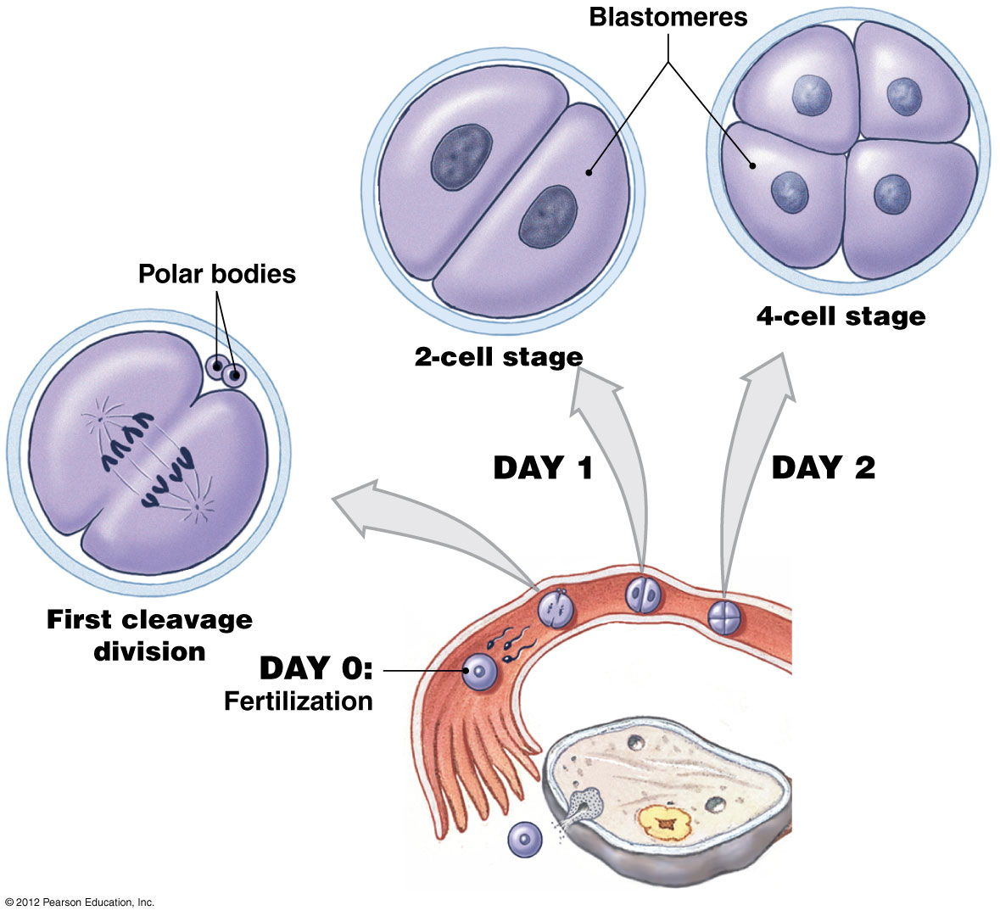 Blastomeres
Polar bodies
4-cell stage
2-cell stage
DAY 1
DAY 2
First cleavage
division
DAY 0:
Fertilization
© 2012 Pearson Education, Inc.